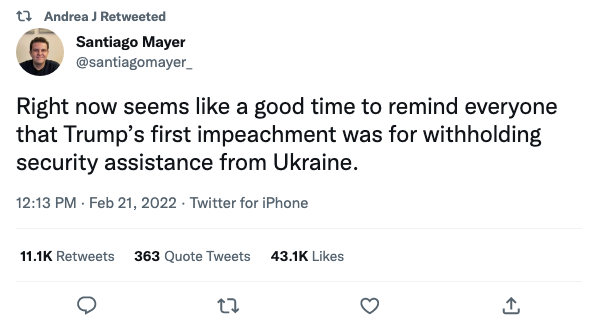 Andrea J Retweeted
Santiago Mayer
@santiagomayer_
Right now seems like a good time to remind everyone
that Trump’s first impeachment was for withholding
security assistance from Ukraine.
12:13 PM · Feb 21, 2022 · Twitter for iPhone
11.1K Retweets 363 Quote Tweets 43.1K Likes